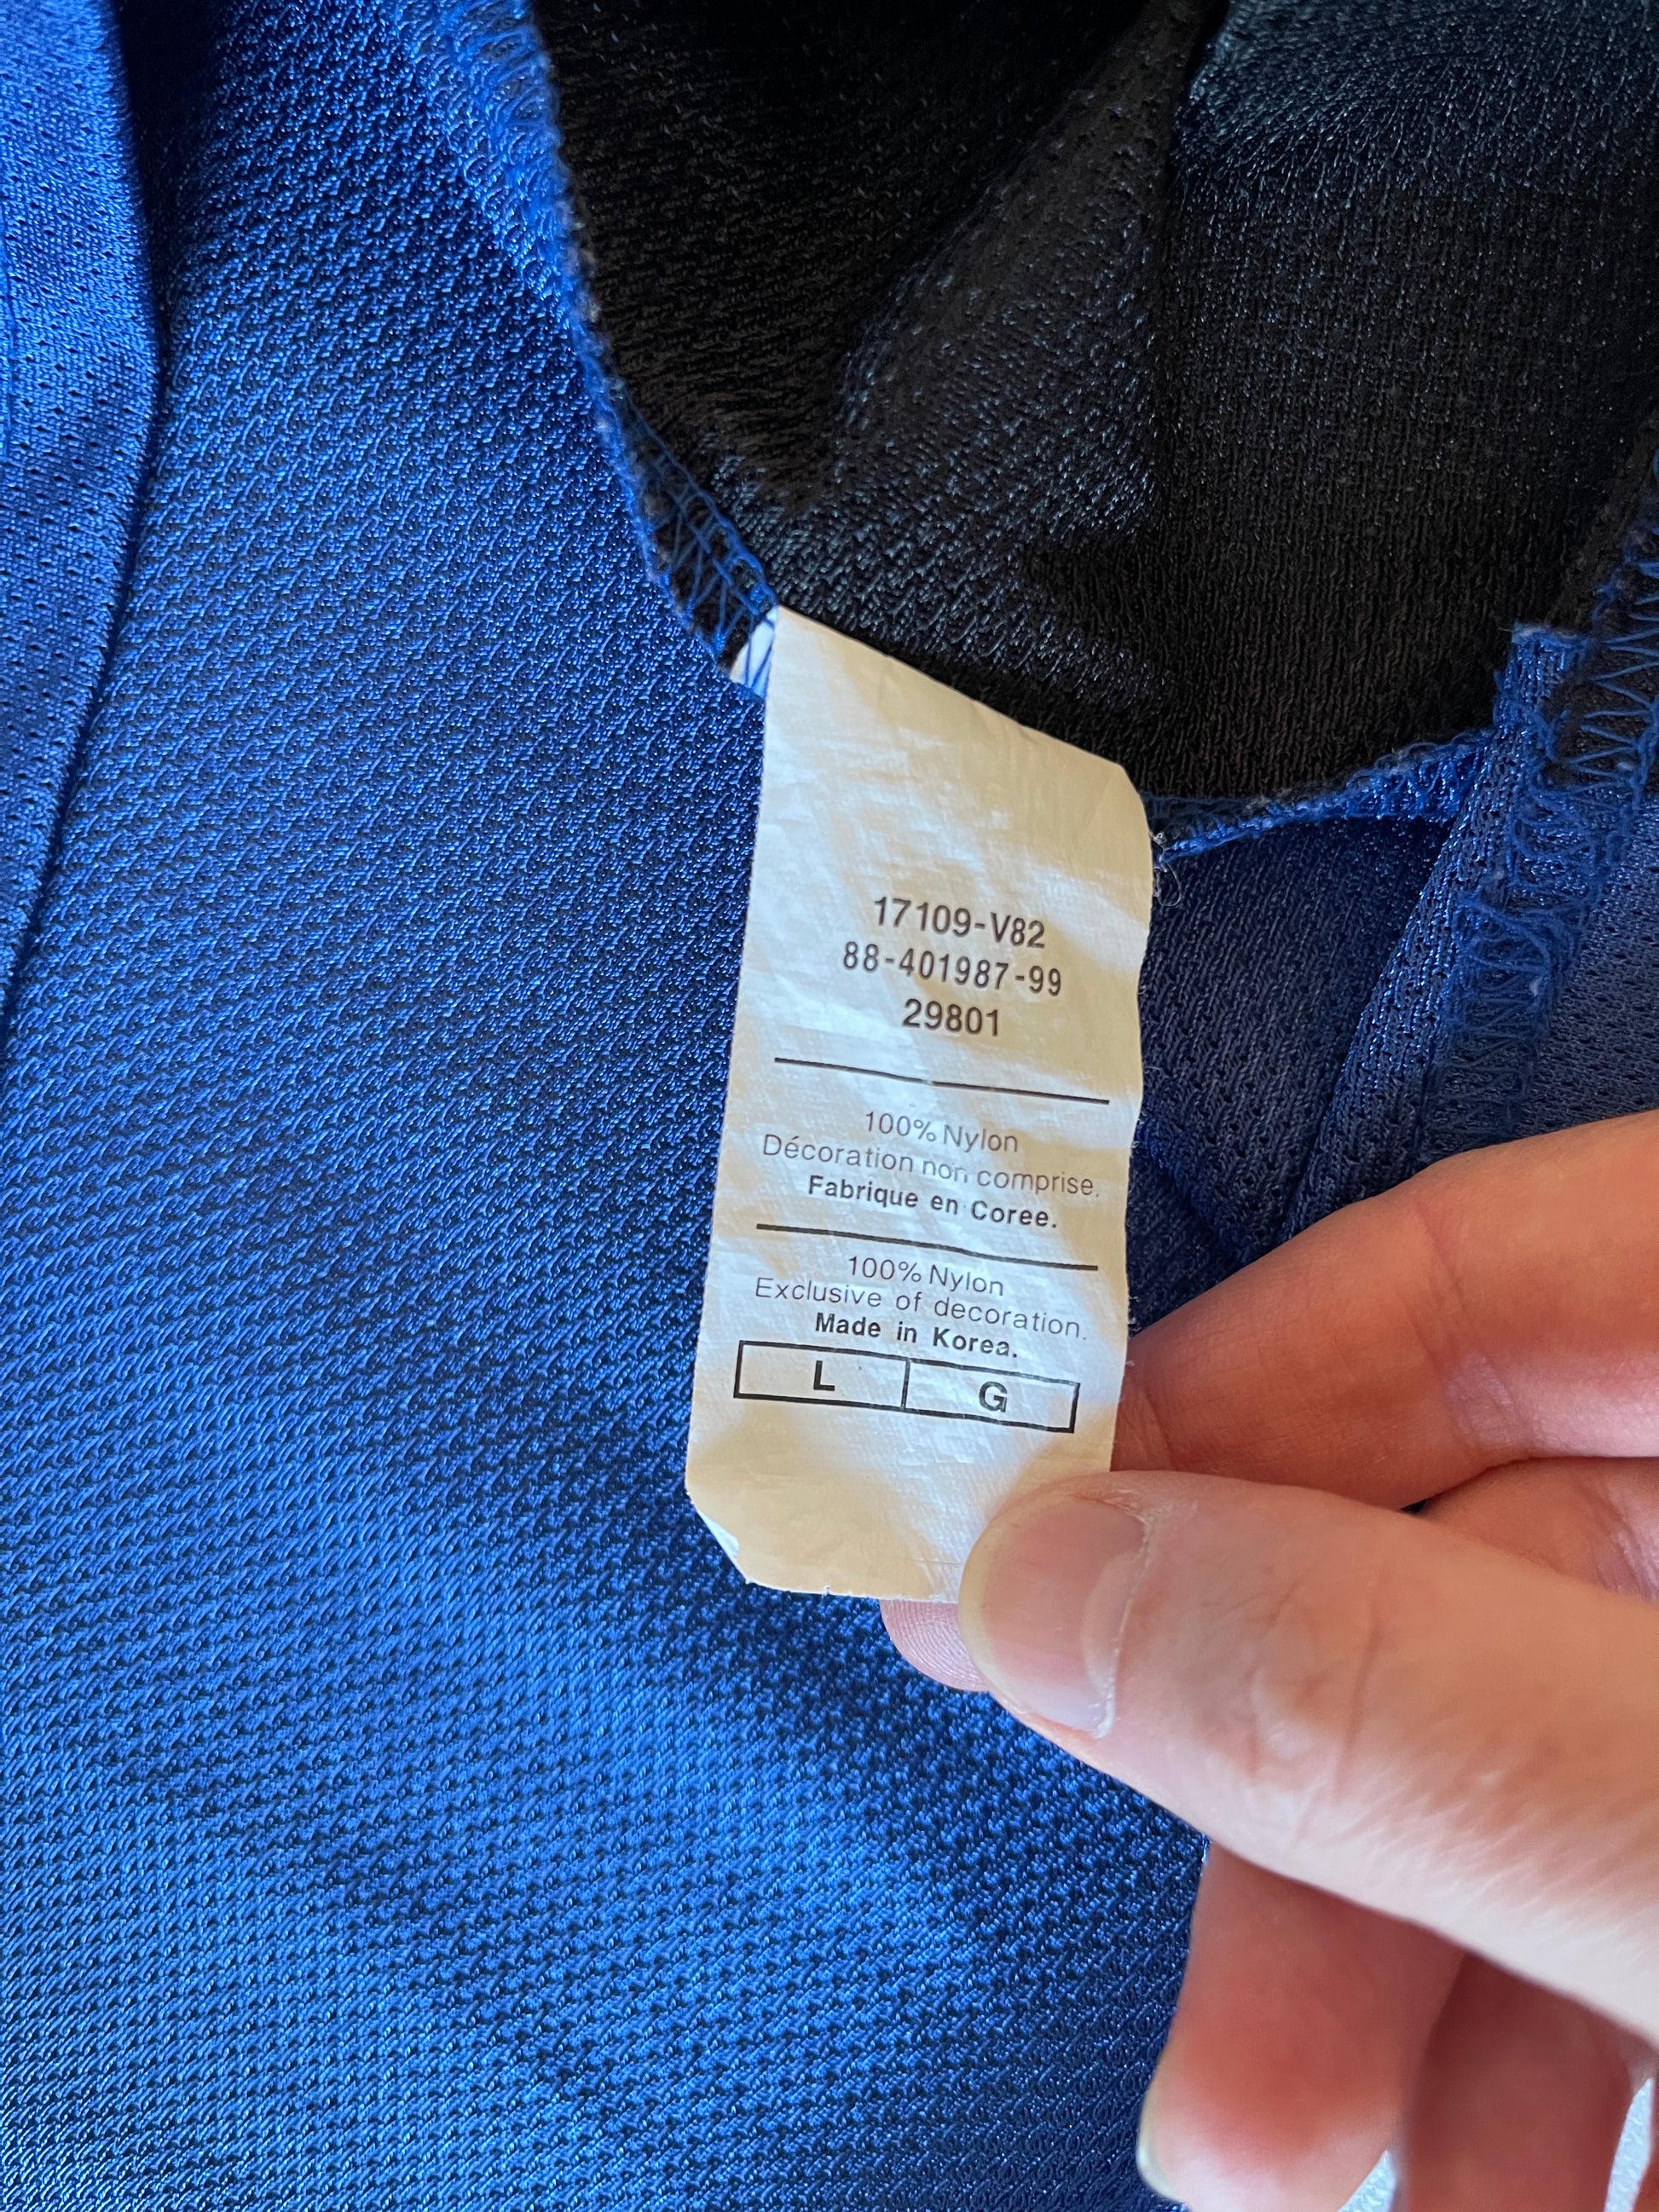 17109-V82
88-401987-99
29801
100% Nylon
Décoration non comprise.
Fabrique en Coree.
100% Nylon
Exclusive of decoration.
Made in Korea.
L G